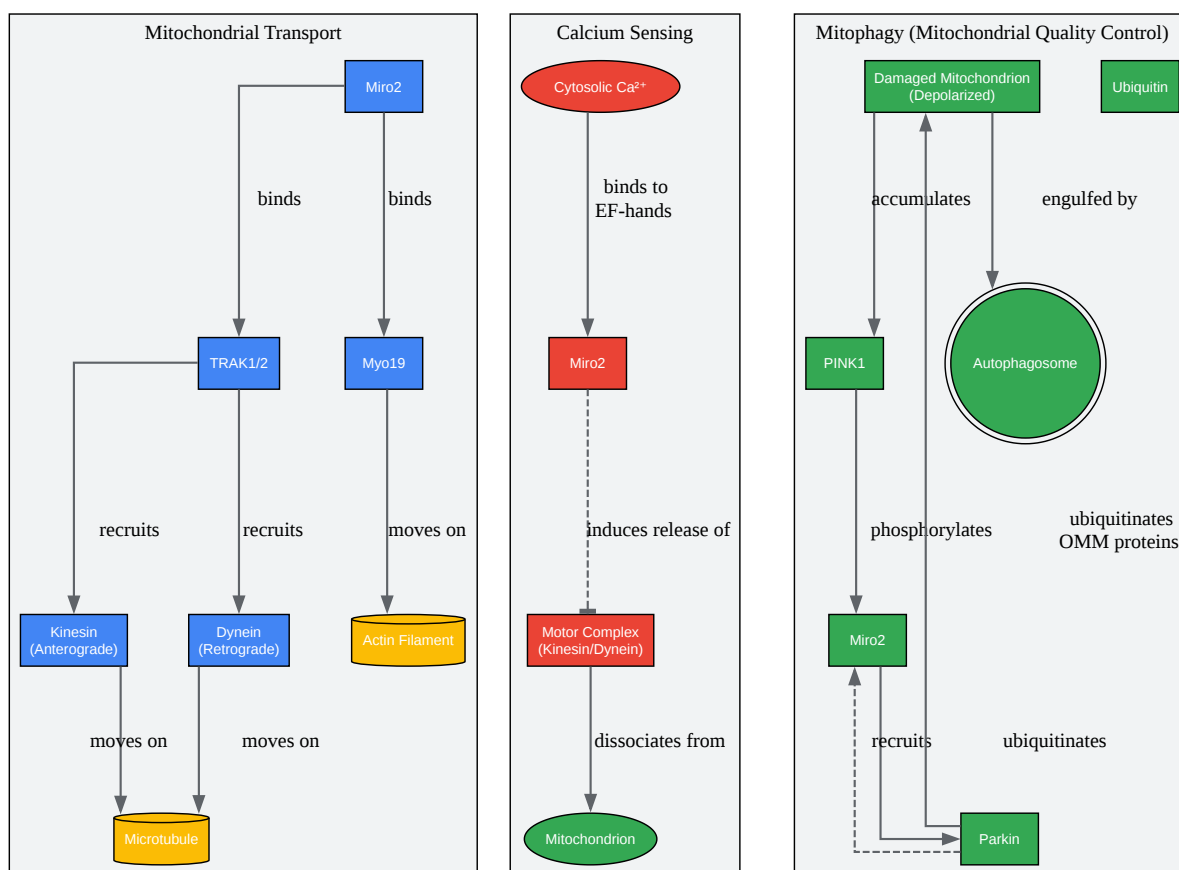 Mitochondrial Transport
Miro2
binds
binds
TRAK1/2
Myo19
recruits
recruits
moves on
Kinesin
(Anterograde)
Dynein
(Retrograde)
Actin Filament
moves on
moves on
Microtubule
Calcium Sensing
Cytosolic Ca²⁺
binds to
EF-hands
Miro2
induces release of
Motor Complex
(Kinesin/Dynein)
dissociates from
Mitochondrion
Mitophagy (Mitochondrial Quality Control)
Damaged Mitochondrion
(Depolarized)
Ubiquitin
accumulates
engulfed by
PINK1
Autophagosome
phosphorylates
ubiquitinates
OMM proteins
Miro2
recruits
ubiquitinates
Parkin